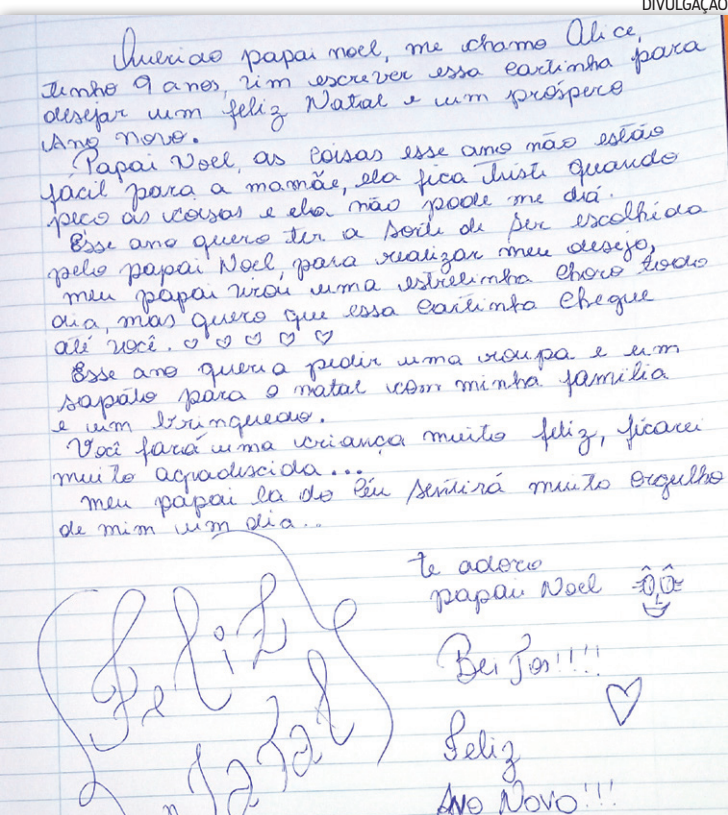 DIVULGAÇÃO
Querido papai noel, me chamo Alice,
tenho 9 anos, vim escrever essa cartinha para
desejar um feliz Natal e um prospero
Ano novo.
Papai Noel, as coisas esse ano não estão
fácil para a mamãe, ela fica triste quando
peco as coisas e ela não pode me dá.
Esse ano quero ter a sorte de ser escolhida
pelo papai Noel, para realizar meu desejo,
meu papai virou uma estrelinha choro todo
dia, mas quero que essa cartinha chegue
até você. ♡ ♡ ♡ ♡ ♡
Esse ano queria pedir uma roupa e um
sapato para o natal com minha familia
e um brinquedo.
Você fará uma criança muito feliz, ficarei
muito agradescida...
meu papai la do céu sentirá muito orgulho
de mim um dia...
te adoro
papai Noel
Beijos!!!!
Feliz
Natal
Feliz
Ano Novo!!!